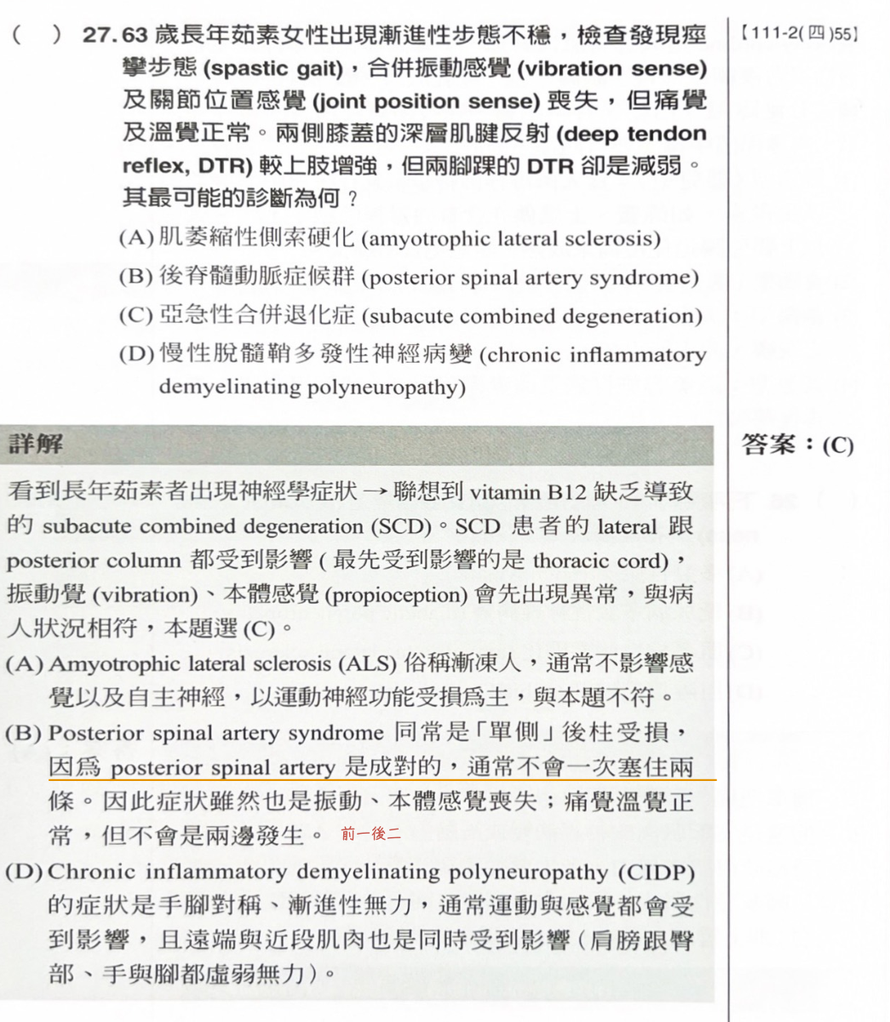 ( ) 27. 63 歲長年茹素女性出現漸進性步態不穩，檢查發現痙
攣步態 (spastic gait)，合併振動感覺 (vibration sense)
及關節位置感覺 (joint position sense) 喪失，但痛覺
及溫覺正常。兩側膝蓋的深層肌腱反射 (deep tendon
reflex, DTR) 較上肢增強，但兩腳踝的 DTR 卻是減弱。
其最可能的診斷為何？
(A) 肌萎縮性側索硬化 (amyotrophic lateral sclerosis)
(B) 後脊髓動脈症候群 (posterior spinal artery syndrome)
(C) 亞急性合併退化症 (subacute combined degeneration)
(D) 慢性脫髓鞘多發性神經病變 (chronic inflammatory
demyelinating polyneuropathy)
【111-2(四)55】
詳解
答案：(C)
看到長年茹素者出現神經學症狀→聯想到 vitamin B12 缺乏導致
的 subacute combined degeneration (SCD)。SCD 患者的 lateral 跟
posterior column 都受到影響 ( 最先受到影響的是 thoracic cord)，
振動覺 (vibration)、本體感覺 (propioception) 會先出現異常，與病
人狀況相符，本題選 (C)。
(A) Amyotrophic lateral sclerosis (ALS) 俗稱漸凍人，通常不影響感
覺以及自主神經，以運動神經功能受損為主，與本題不符。
(B) Posterior spinal artery syndrome 同常是「單側」後柱受損，
因為 posterior spinal artery 是成對的，通常不會一次塞住兩
條。因此症狀雖然也是振動、本體感覺喪失；痛覺溫覺正
常，但不會是兩邊發生。 前一後二
(D) Chronic inflammatory demyelinating polyneuropathy (CIDP)
的症狀是手腳對稱、漸進性無力，通常運動與感覺都會受
到影響，且遠端與近段肌肉也是同時受到影響（肩膀跟臀
部、手與腳都虛弱無力）。